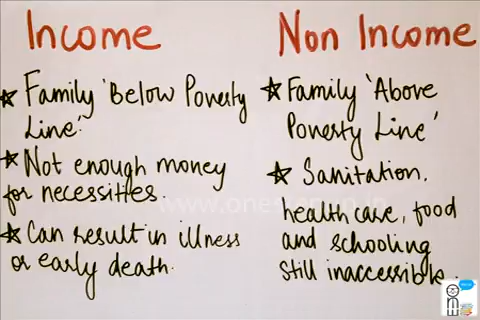 Income
☆ Family 'Below Poverty
Line'.
☆ Not enough money
for necessities.
☆ Can result in illness
or early death.
Non Income
☆ Family 'Above
Poverty Line'
☆ Sanitation,
health care, food
and schooling
still inaccessible.